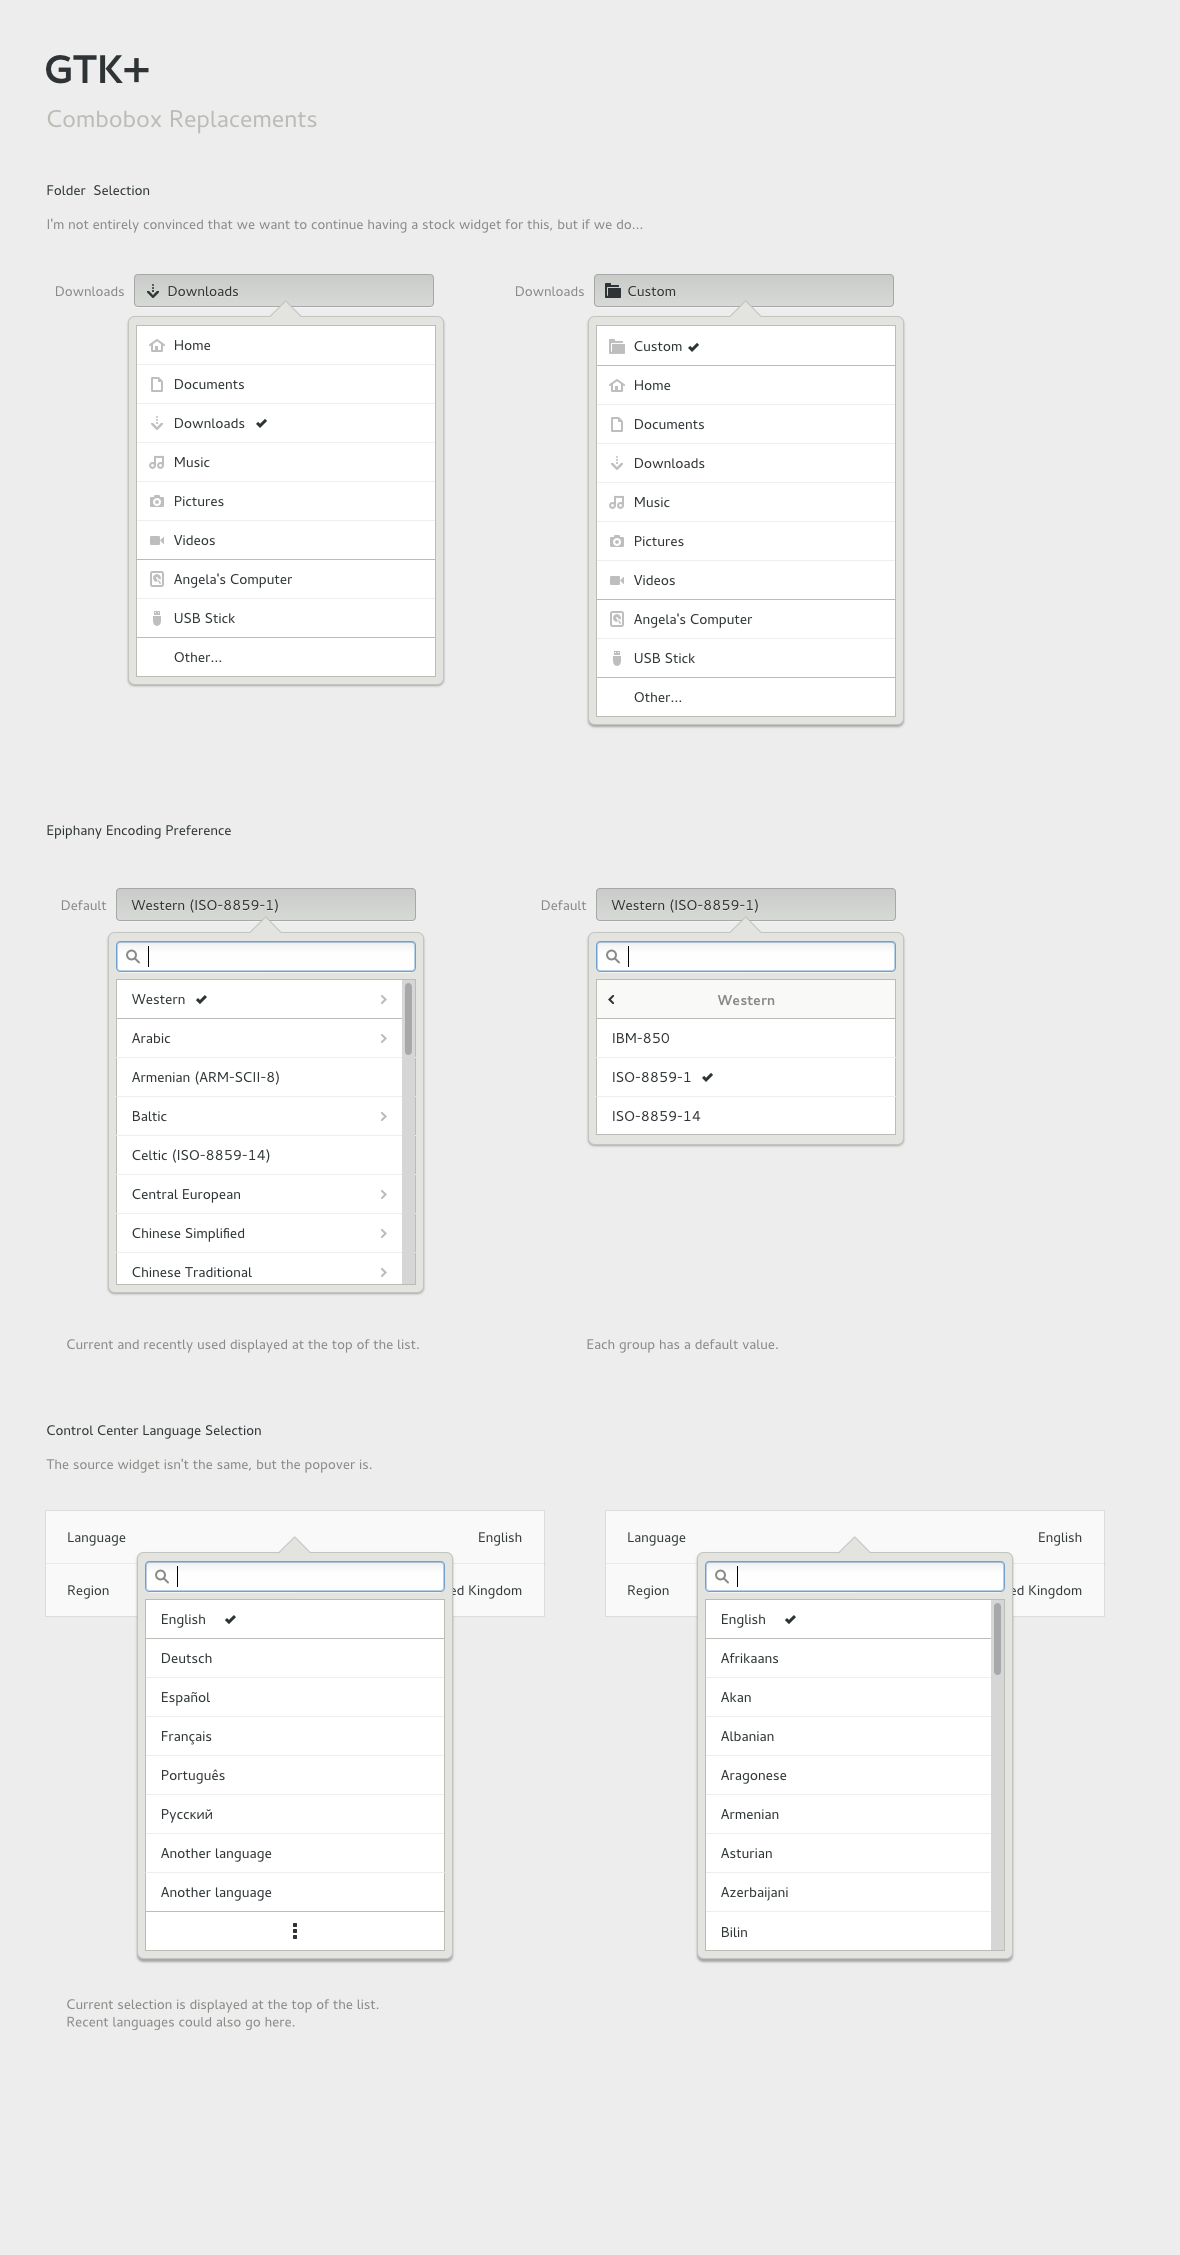 GTK+
Combobox Replacements
Folder  Selection
I'm not entirely convinced that we want to continue having a stock widget for this, but if we do...
Downloads
Downloads
Home
Documents
Downloads
Music
Pictures
Videos
Angela's Computer
USB Stick
Other...
Downloads
Custom
Custom
Home
Documents
Downloads
Music
Pictures
Videos
Angela's Computer
USB Stick
Other...
Epiphany Encoding Preference
Default
Western (ISO-8859-1)
Western
Arabic
Armenian (ARM-SCII-8)
Baltic
Celtic (ISO-8859-14)
Central European
Chinese Simplified
Chinese Traditional
Current and recently used displayed at the top of the list.
Default
Western (ISO-8859-1)
Western
IBM-850
ISO-8859-1
ISO-8859-14
Each group has a default value.
Control Center Language Selection
The source widget isn't the same, but the popover is.
Language
English
Region
ed Kingdom
English
Deutsch
Español
Français
Português
Русский
Another language
Another language
Current selection is displayed at the top of the list.
Recent languages could also go here.
Language
English
Region
ed Kingdom
English
Afrikaans
Akan
Albanian
Aragonese
Armenian
Asturian
Azerbaijani
Bilin